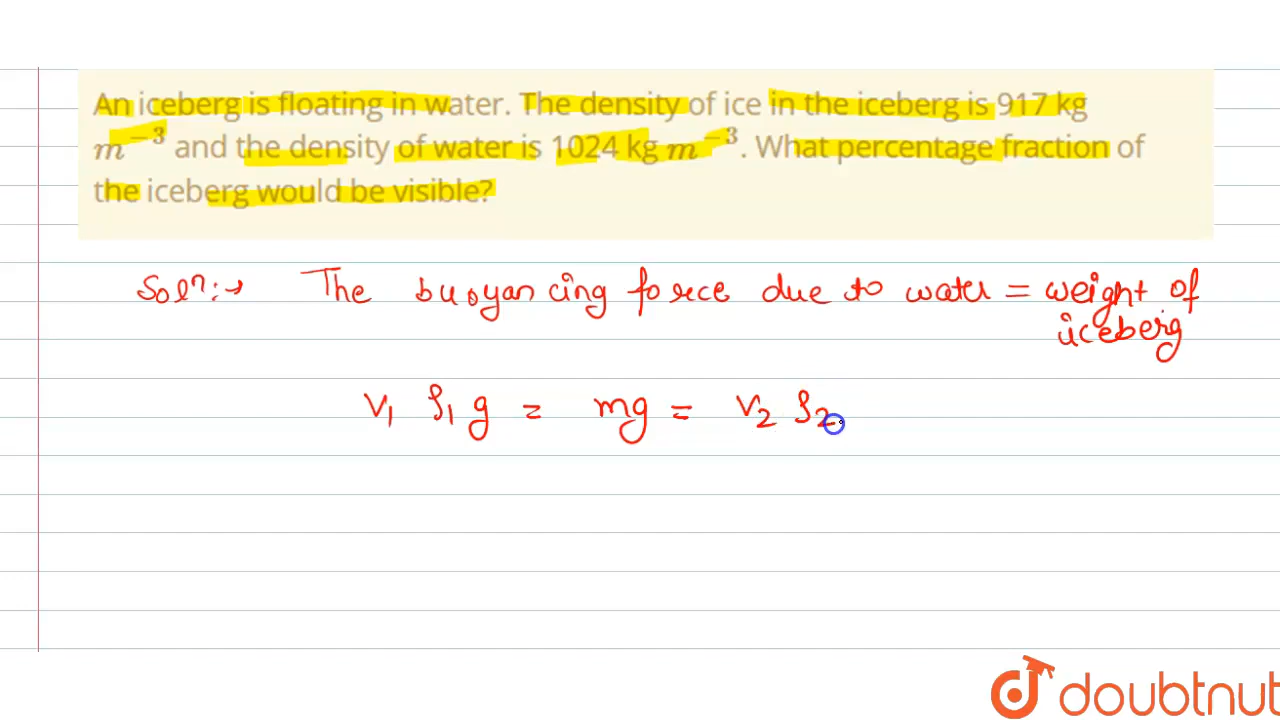 An iceberg is floating in water. The density of ice in the iceberg is 917 kg
m⁻³ and the density of water is 1024 kg m⁻³. What percentage fraction of
the iceberg would be visible?
Solⁿ:→ The buoyancing force due to water = weight of
iceberg
V₁ ρ₁ g = mg = V₂ ρ₂
doubtnut